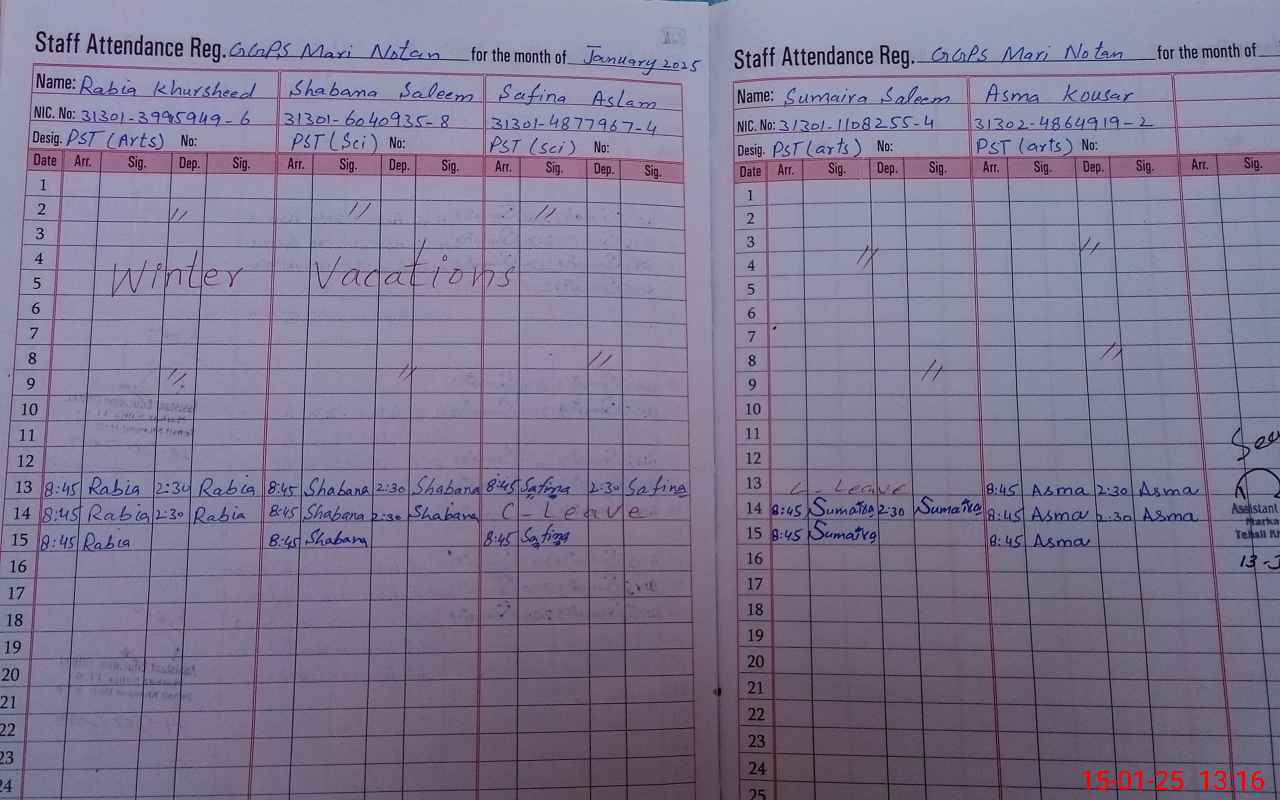 Staff Attendance Reg. GGPS Mari Notan for the month of January 2025
Name: Rabia Khursheed Shabana Saleem Safina Aslam
NIC. No: 31301-3995949-6 31301-6040935-8 31301-4877967-4
Desig. PST (Arts) No: PST (Sci) No: PST (sci) No:
Date Arr. Sig. Dep. Sig. Arr. Sig. Dep. Sig. Arr. Sig. Dep. Sig.
1
2 〃 〃 〃
3
4
Winter Vacations
5
6
7
8 〃
9 〃 〃
10
11
12
13 8:45 Rabia 2:30 Rabia 8:45 Shabana 2:30 Shabana 8:45 Safina 2:30 Safina
14 8:45 Rabia 2:30 Rabia 8:45 Shabana 2:30 Shabana C-Leave
15 8:45 Rabia 8:45 Shabana 8:45 Safina
16
17
18
19
20
21
22
23
24
Staff Attendance Reg. GGPS Mari Notan for the month of
Name: Sumaira Saleem Asma Kousar
NIC. No: 31301-1108255-4 31302-4864919-2
Desig. PST (arts) No: PST (arts) No:
Date Arr. Sig. Dep. Sig. Arr. Sig. Dep. Sig. Arr. Sig.
1
2
3 〃
4 〃
5
6
7
8 〃
9 〃
10
11
12
13 C-Leave 8:45 Asma 2:30 Asma
14 8:45 Sumaira 2:30 Sumaira 8:45 Asma 2:30 Asma
15 8:45 Sumaira 8:45 Asma
16
17
18
19
20
21
22
23
24
25
Assistant
Marka
13-J
15-01-25 13:16